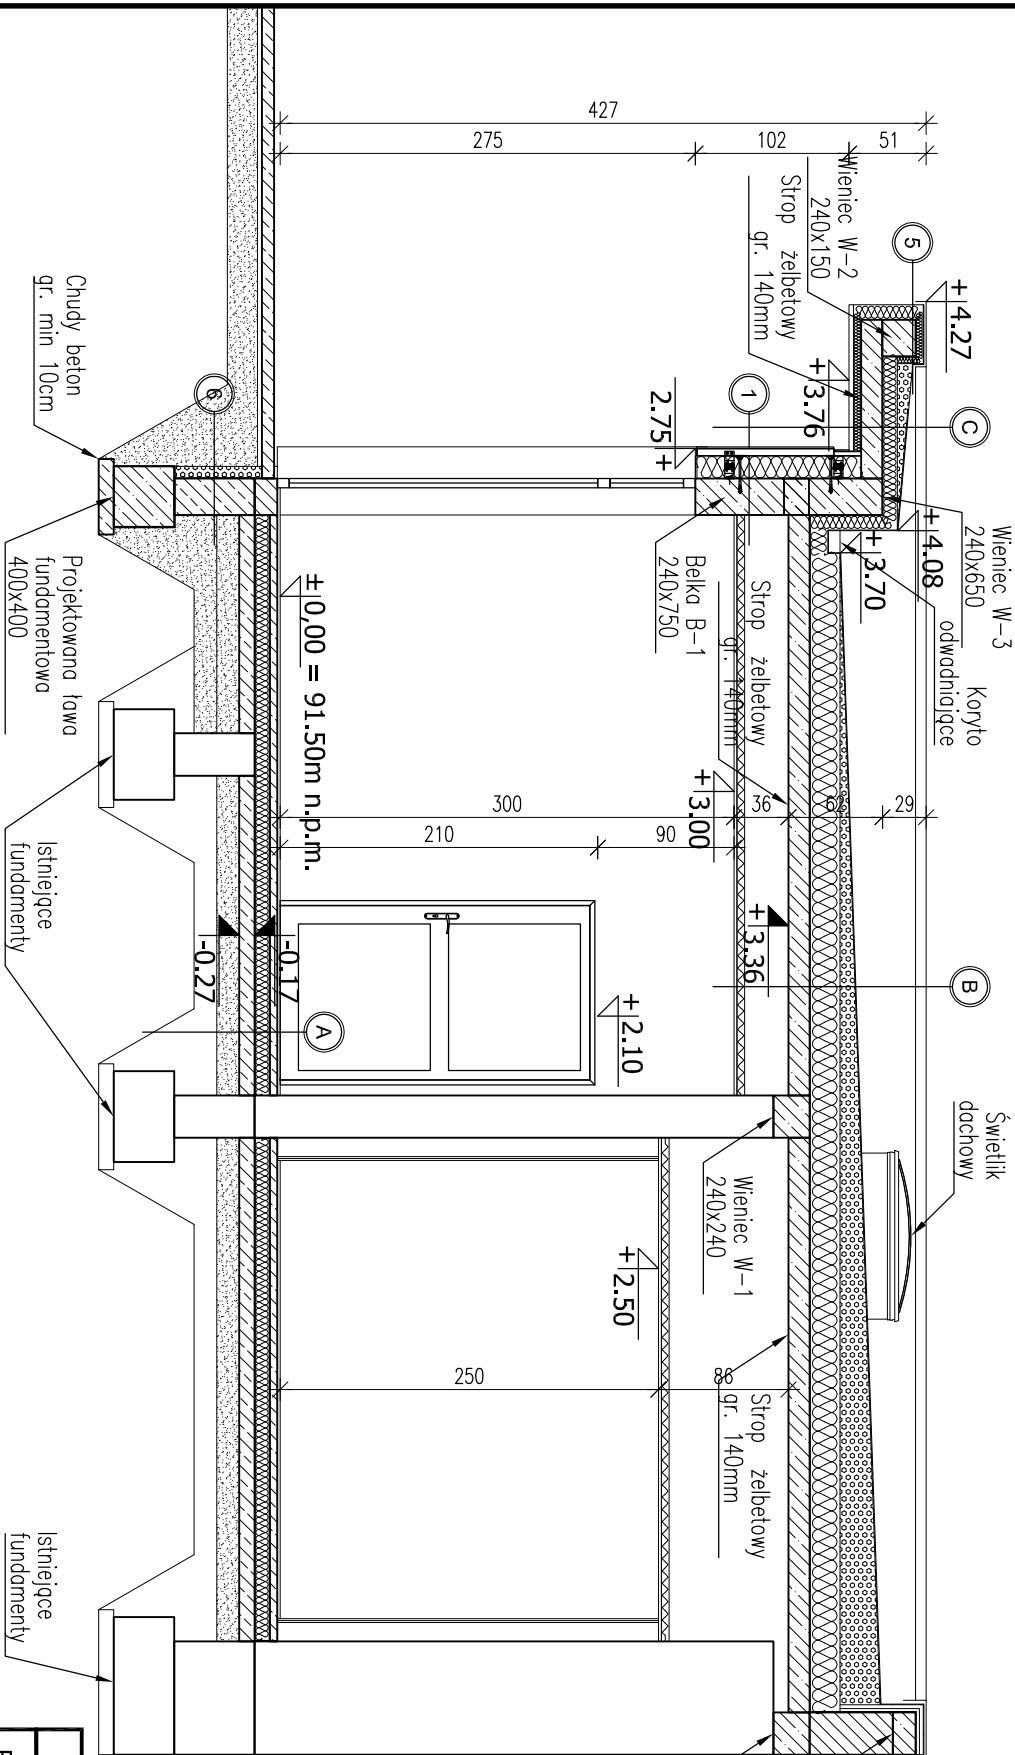 427
275
102
51
Wieniec W-2
240x150
Strop żelbetowy
gr. 140mm
5
+4.27
+3.76
1
2.75+
C
Wieniec W-3
240x650
+4.08
+3.70
Koryto
odwadniające
Chudy beton
gr. min 10cm
6
Projektowana ława
fundamentowa
400x400
±0,00 = 91.50m n.p.m.
Belka B-1
240x750
Strop żelbetowy
gr. 140mm
300
36
62
29
210
90
+3.00
+3.36
B
+2.10
-0.17
-0.27
A
Istniejące
fundamenty
Świetlik
dachowy
Wieniec W-1
240x240
+2.50
250
86
Strop żelbetowy
gr. 140mm
Istniejące
fundamenty